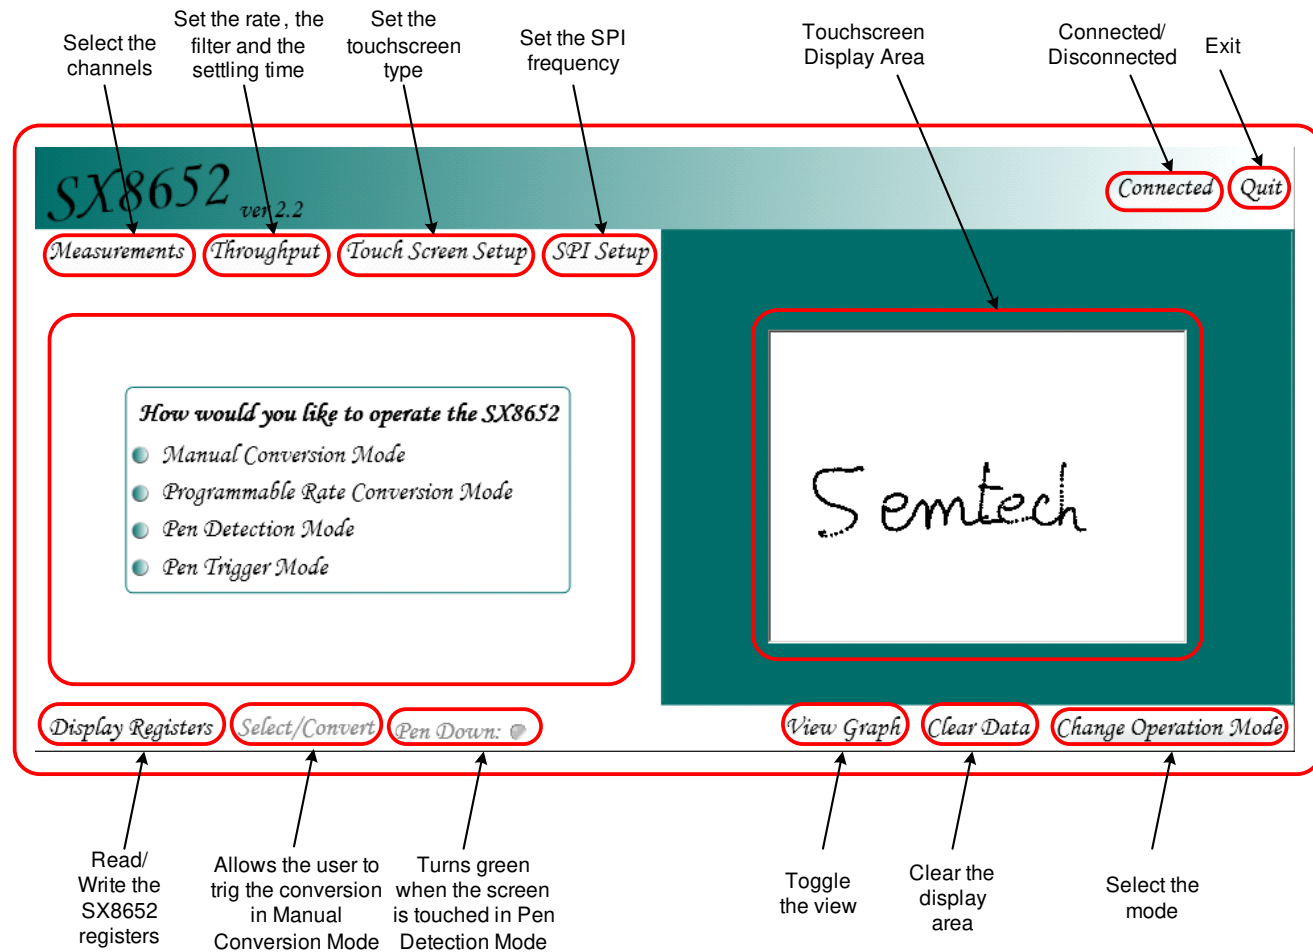 Select the
channels
Set the rate, the
filter and the
settling time
Set the
touchscreen
type
Set the SPI
frequency
Touchscreen
Display Area
Connected/
Disconnected
Exit
SX8652 ver 2.2
Connected Quit
Measurements Throughput Touch Screen Setup SPI Setup
How would you like to operate the SX8652
Manual Conversion Mode
Programmable Rate Conversion Mode
Pen Detection Mode
Pen Trigger Mode
Semtech
Display Registers Select/Convert Pen Down: View Graph Clear Data Change Operation Mode
Read/
Write the
SX8652
registers
Allows the user to
trig the conversion
in Manual
Conversion Mode
Turns green
when the screen
is touched in Pen
Detection Mode
Toggle
the view
Clear the
display
area
Select the
mode